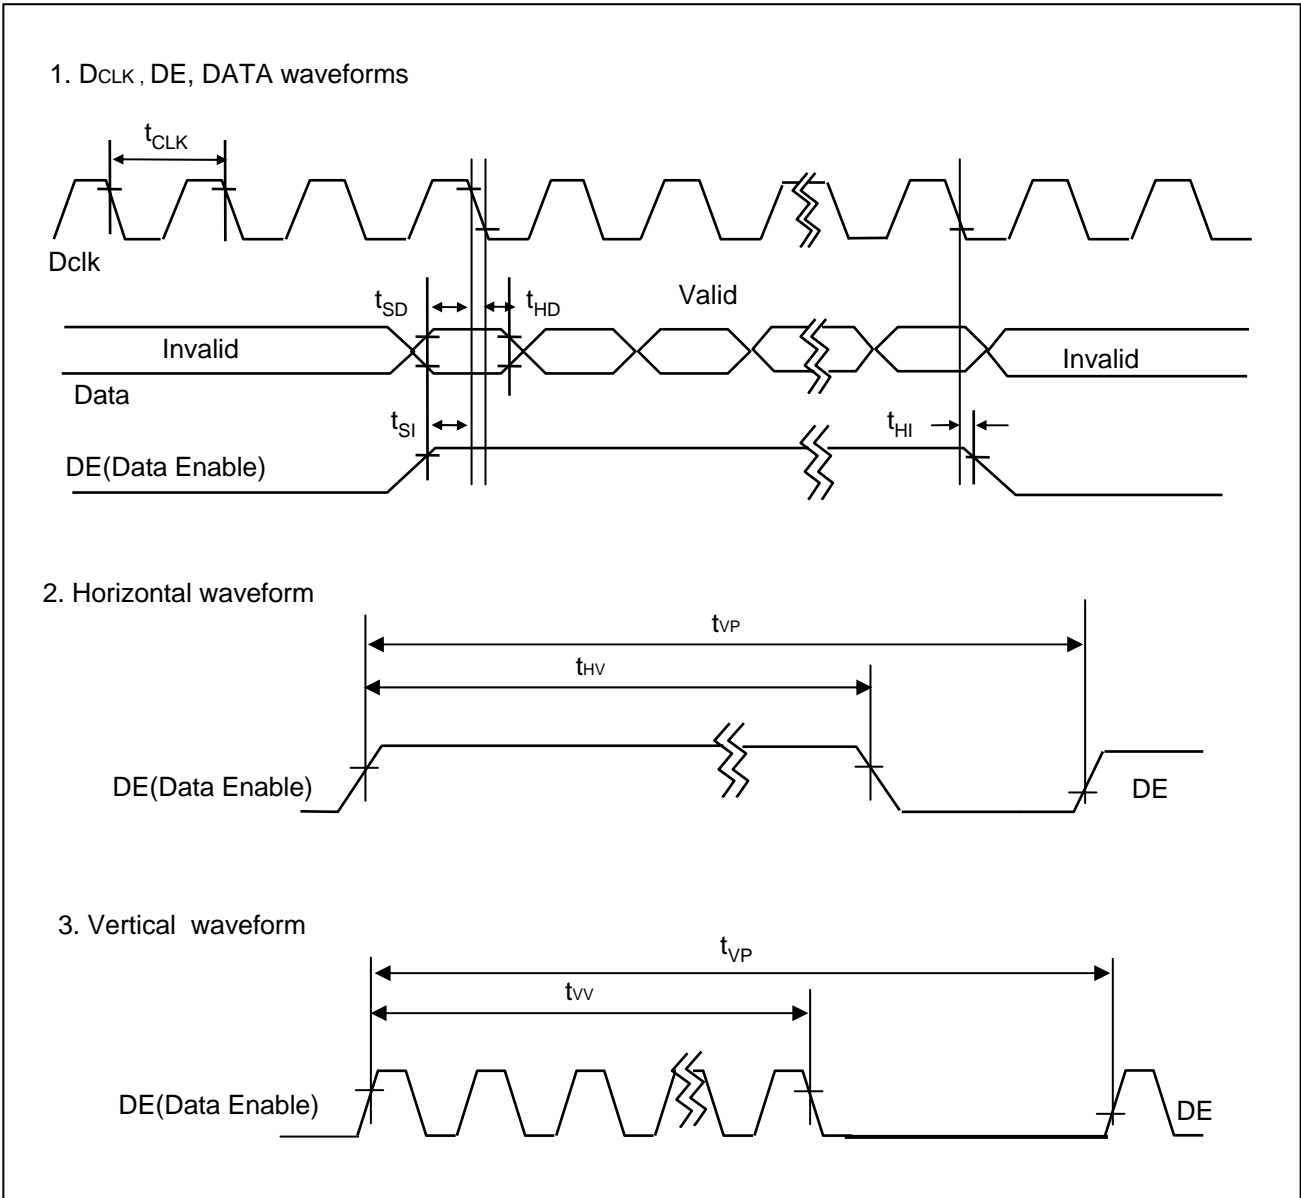 1. DCLK , DE, DATA waveforms
tCLK
Dclk
tSD
tHD
Valid
Invalid
Invalid
Data
tSI
tHI
DE(Data Enable)
2. Horizontal waveform
tVP
tHV
DE(Data Enable)
DE
3. Vertical waveform
tVP
tVV
DE(Data Enable)
DE